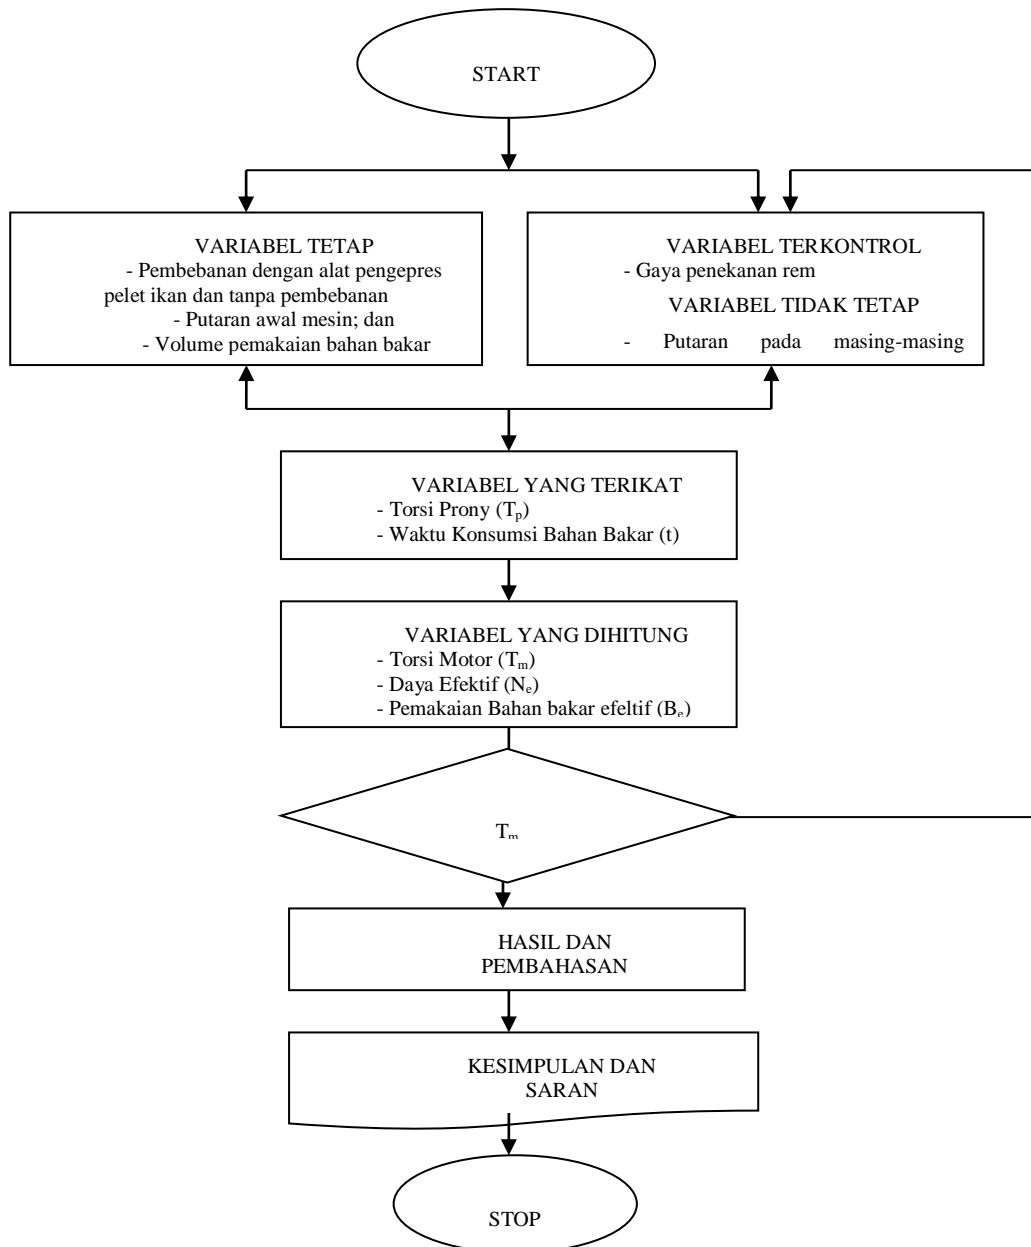 START
VARIABEL TETAP
- Pembebanan dengan alat pengepres
pelet ikan dan tanpa pembebanan
- Putaran awal mesin; dan
- Volume pemakaian bahan bakar
VARIABEL TERKONTROL
- Gaya penekanan rem
VARIABEL TIDAK TETAP
- Putaran pada masing-masing
VARIABEL YANG TERIKAT
- Torsi Prony (Tₚ)
- Waktu Konsumsi Bahan Bakar (t)
VARIABEL YANG DIHITUNG
- Torsi Motor (Tₘ)
- Daya Efektif (Nₑ)
- Pemakaian Bahan bakar efeltif (Bₑ)
Tₘ
HASIL DAN
PEMBAHASAN
KESIMPULAN DAN
SARAN
STOP